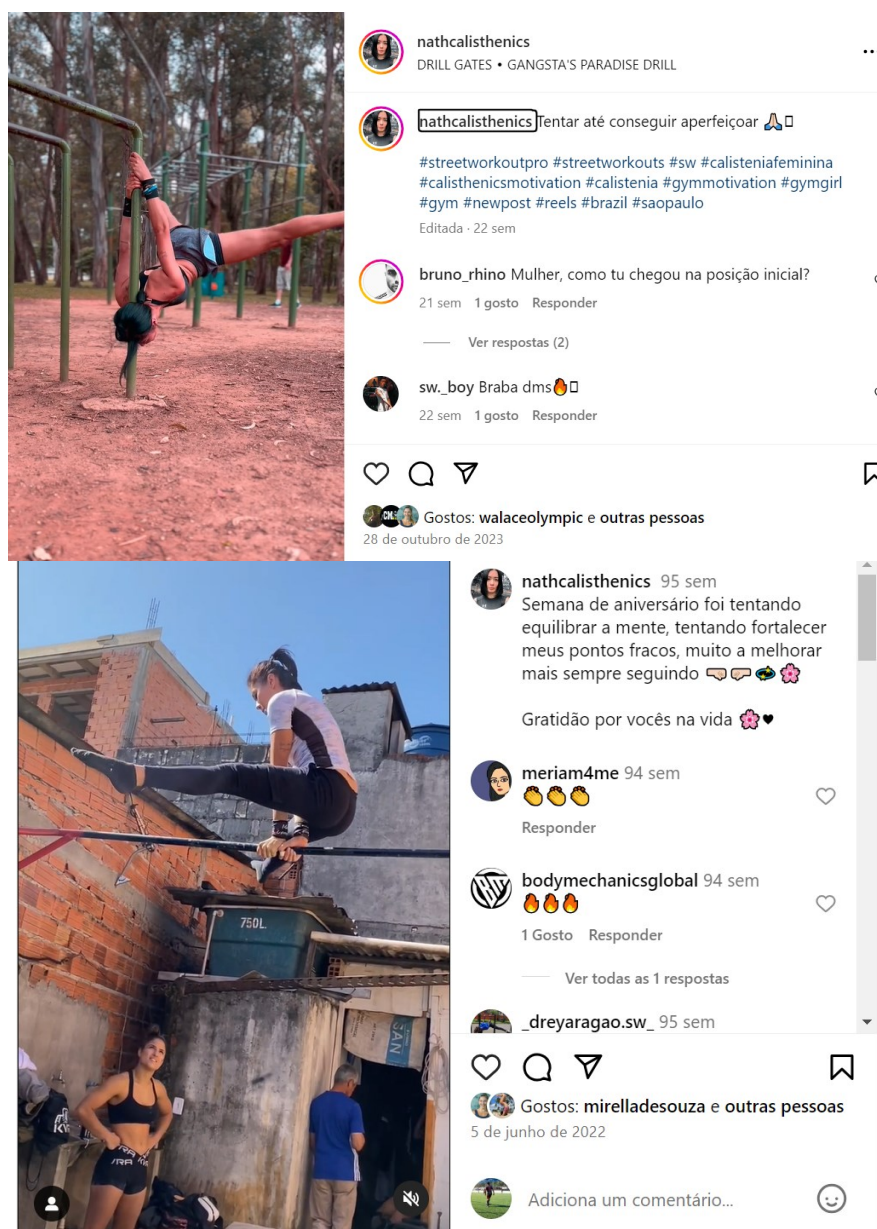 nathcalisthenics
DRILL GATES • GANGSTA'S PARADISE DRILL
nathcalisthenics Tentar até conseguir aperfeiçoar 🙏🏻
#streetworkoutpro #streetworkouts #sw #calisteniafeminina
#calisthenicsmotivation #calistenia #gymmotivation #gymgirl
#gym #newpost #reels #brazil #saopaulo
Editada · 22 sem
bruno_rhino Mulher, como tu chegou na posição inicial?
21 sem 1 gosto Responder
Ver respostas (2)
sw._boy Braba dms🔥
22 sem 1 gosto Responder
Gostos: walaceolympic e outras pessoas
28 de outubro de 2023
nathcalisthenics 95 sem
Semana de aniversário foi tentando
equilibrar a mente, tentando fortalecer
meus pontos fracos, muito a melhorar
mais sempre seguindo 🤜🏻🤛🏻💫🌸
Gratidão por vocês na vida 🌸♥
meriam4me 94 sem
👏👏👏
Responder
bodymechanicsglobal 94 sem
🔥🔥🔥
1 Gosto Responder
Ver todas as 1 respostas
_dreyaragao.sw_ 95 sem
Gostos: mirelladesouza e outras pessoas
5 de junho de 2022
Adiciona um comentário...
750L